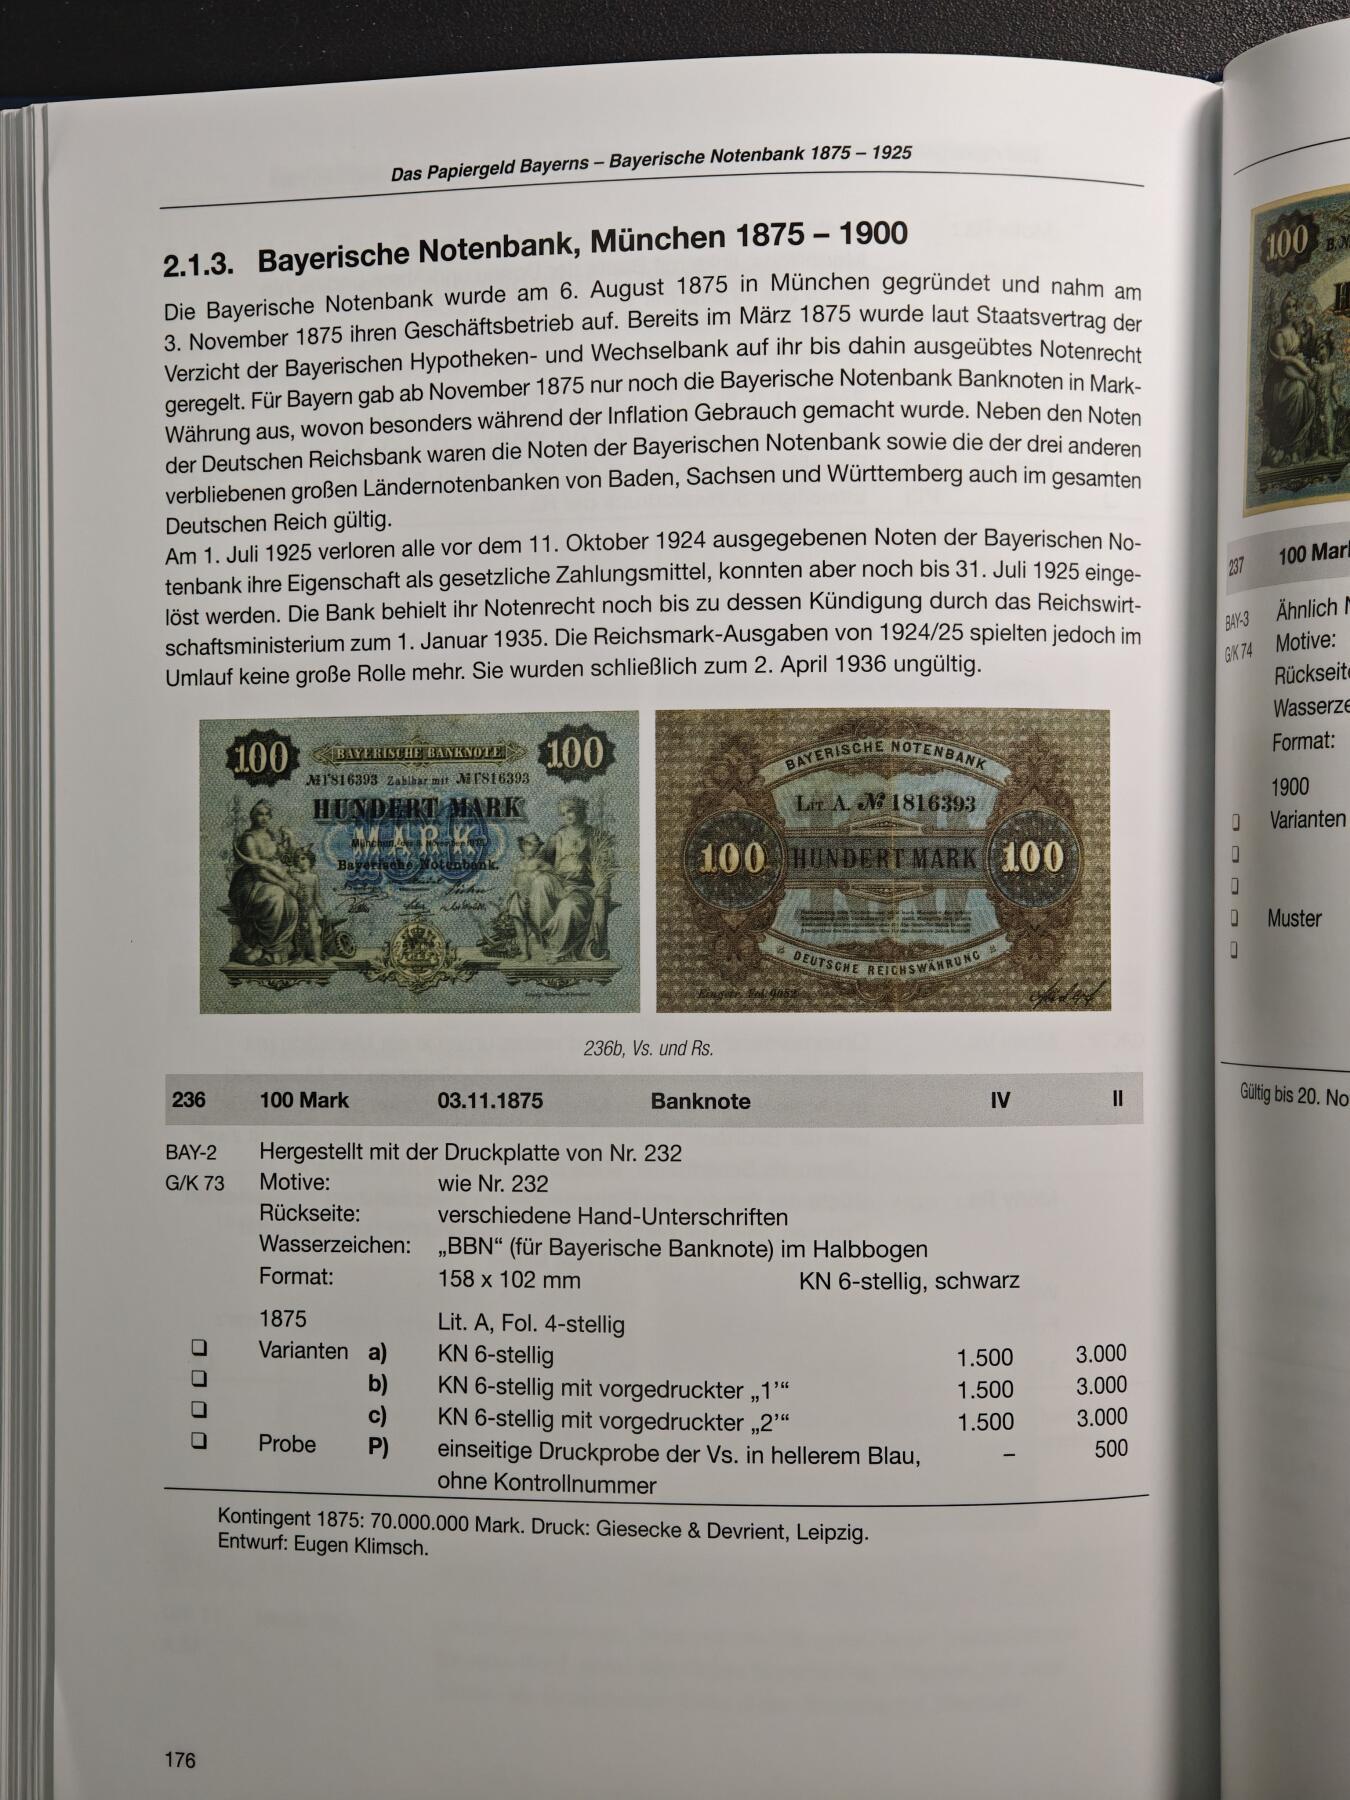 Das Papiergeld Bayerns – Bayerische Notenbank 1875 – 1925
2.1.3. Bayerische Notenbank, München 1875 – 1900
Die Bayerische Notenbank wurde am 6. August 1875 in München gegründet und nahm am
3. November 1875 ihren Geschäftsbetrieb auf. Bereits im März 1875 wurde laut Staatsvertrag der
Verzicht der Bayerischen Hypotheken- und Wechselbank auf ihr bis dahin ausgeübtes Notenrecht
geregelt. Für Bayern gab ab November 1875 nur noch die Bayerische Notenbank Banknoten in Mark-
Währung aus, wovon besonders während der Inflation Gebrauch gemacht wurde. Neben den Noten
der Deutschen Reichsbank waren die Noten der Bayerischen Notenbank sowie die der drei anderen
verbliebenen großen Ländernotenbanken von Baden, Sachsen und Württemberg auch im gesamten
Deutschen Reich gültig.
Am 1. Juli 1925 verloren alle vor dem 11. Oktober 1924 ausgegebenen Noten der Bayerischen No-
tenbank ihre Eigenschaft als gesetzliche Zahlungsmittel, konnten aber noch bis 31. Juli 1925 einge-
löst werden. Die Bank behielt ihr Notenrecht noch bis zu dessen Kündigung durch das Reichswirt-
schaftsministerium zum 1. Januar 1935. Die Reichsmark-Ausgaben von 1924/25 spielten jedoch im
Umlauf keine große Rolle mehr. Sie wurden schließlich zum 2. April 1936 ungültig.
100 BAYERISCHE BANKNOTE 100
№1816393 Zahlbar mit №1816393
HUNDERT MARK
MARK
Bayerische Notenbank.
BAYERISCHE NOTENBANK
LIT A. № 1816393
100 HUNDERT MARK 100
DEUTSCHE REICHSWÄHRUNG
236b, Vs. und Rs.
236 100 Mark 03.11.1875 Banknote IV II
BAY-2 Hergestellt mit der Druckplatte von Nr. 232
G/K 73 Motive: wie Nr. 232
Rückseite: verschiedene Hand-Unterschriften
Wasserzeichen: „BBN“ (für Bayerische Banknote) im Halbbogen
Format: 158 x 102 mm KN 6-stellig, schwarz
1875 Lit. A, Fol. 4-stellig
❑ Varianten a) KN 6-stellig 1.500 3.000
❑ b) KN 6-stellig mit vorgedruckter „1’“ 1.500 3.000
❑ c) KN 6-stellig mit vorgedruckter „2’“ 1.500 3.000
❑ Probe P) einseitige Druckprobe der Vs. in hellerem Blau, – 500
ohne Kontrollnummer
Kontingent 1875: 70.000.000 Mark. Druck: Giesecke & Devrient, Leipzig.
Entwurf: Eugen Klimsch.
176
100
237 100 Mark
BAY-3 Ähnlich
G/K 74 Motive:
Rückseite
Wasserze
Format:
1900
❑ Varianten
❑
❑
❑ Muster
❑
Gültig bis 20. No